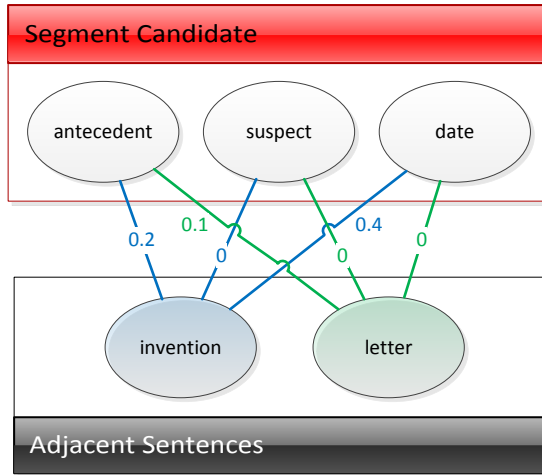 Segment Candidate
antecedent
suspect
date
0.1
0.4
0.2
0
0
0
invention
letter
Adjacent Sentences